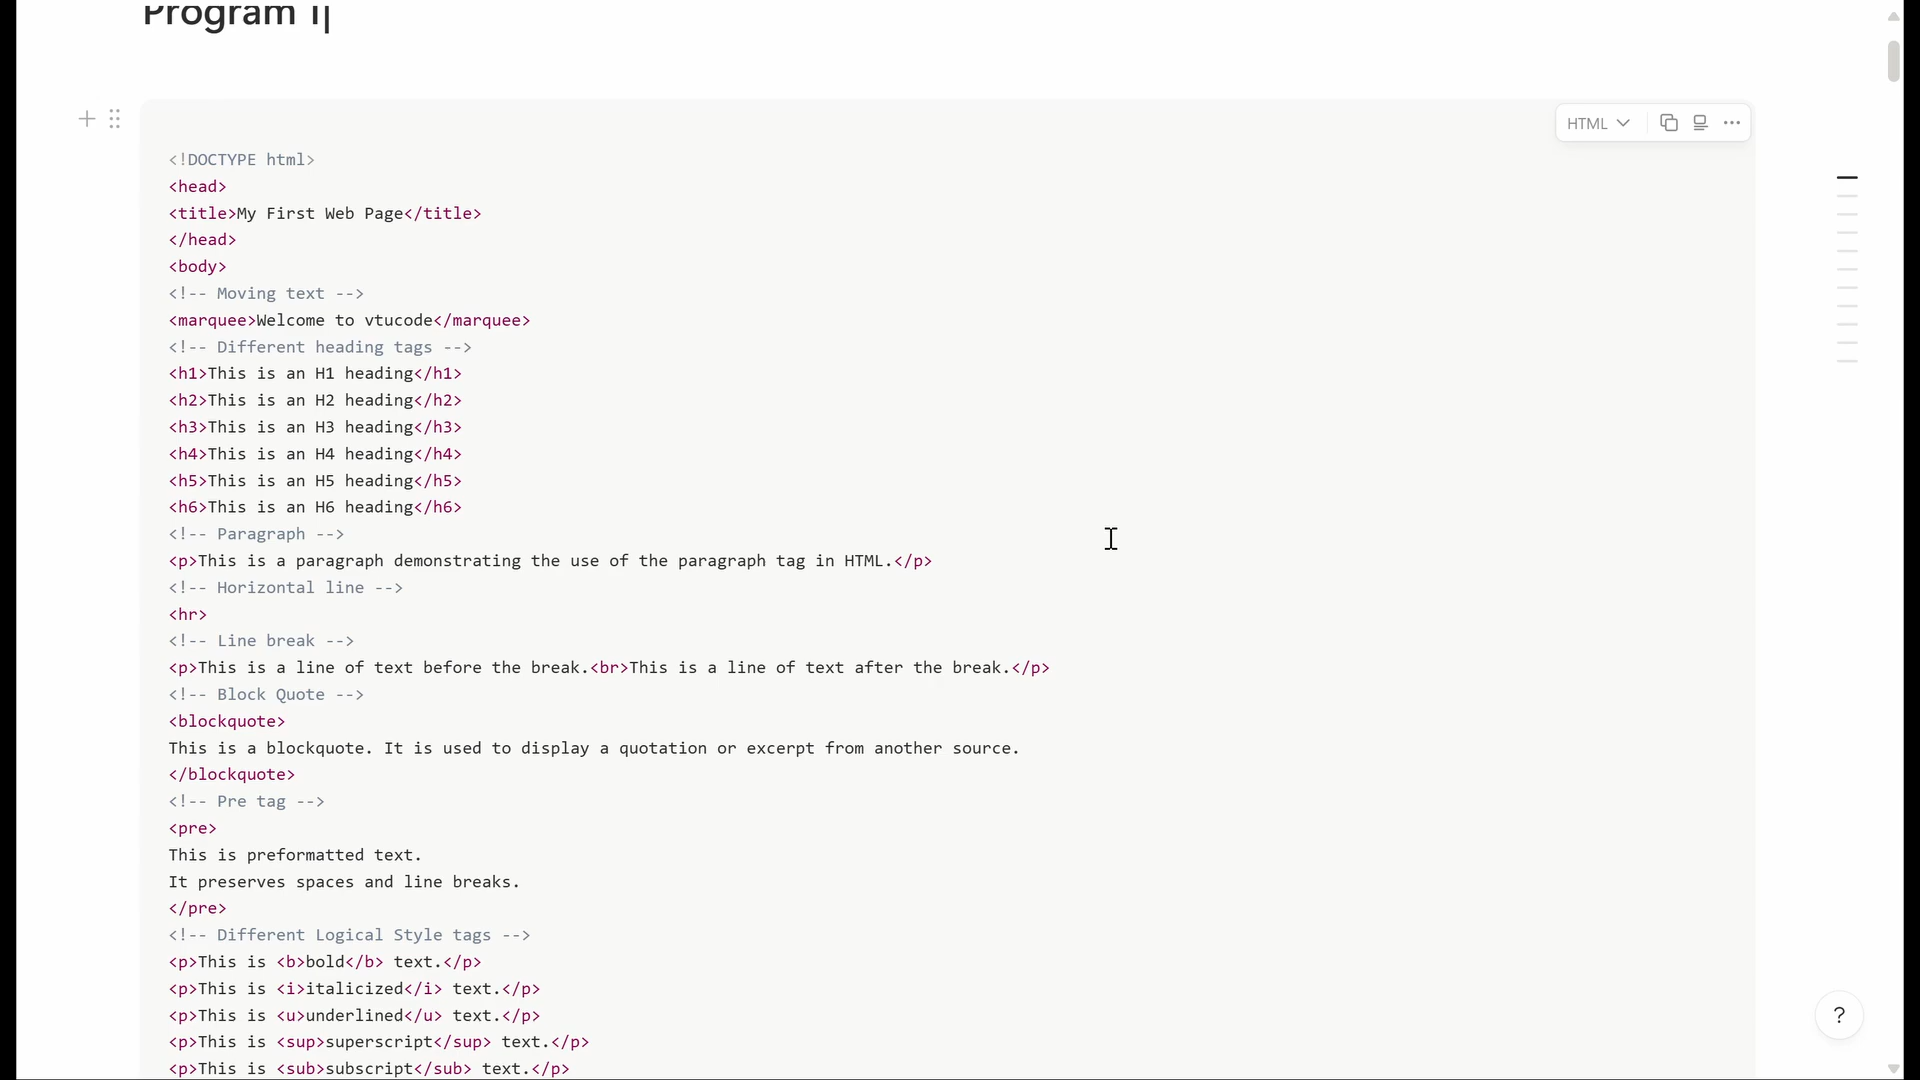 Program 1
HTML
<!DOCTYPE html>
<head>
<title>My First Web Page</title>
</head>
<body>
<!-- Moving text -->
<marquee>Welcome to vtucode</marquee>
<!-- Different heading tags -->
<h1>This is an H1 heading</h1>
<h2>This is an H2 heading</h2>
<h3>This is an H3 heading</h3>
<h4>This is an H4 heading</h4>
<h5>This is an H5 heading</h5>
<h6>This is an H6 heading</h6>
<!-- Paragraph -->
<p>This is a paragraph demonstrating the use of the paragraph tag in HTML.</p>
<!-- Horizontal line -->
<hr>
<!-- Line break -->
<p>This is a line of text before the break.<br>This is a line of text after the break.</p>
<!-- Block Quote -->
<blockquote>
This is a blockquote. It is used to display a quotation or excerpt from another source.
</blockquote>
<!-- Pre tag -->
<pre>
This is preformatted text.
It preserves spaces and line breaks.
</pre>
<!-- Different Logical Style tags -->
<p>This is <b>bold</b> text.</p>
<p>This is <i>italicized</i> text.</p>
<p>This is <u>underlined</u> text.</p>
<p>This is <sup>superscript</sup> text.</p>
<p>This is <sub>subscript</sub> text.</p>
?